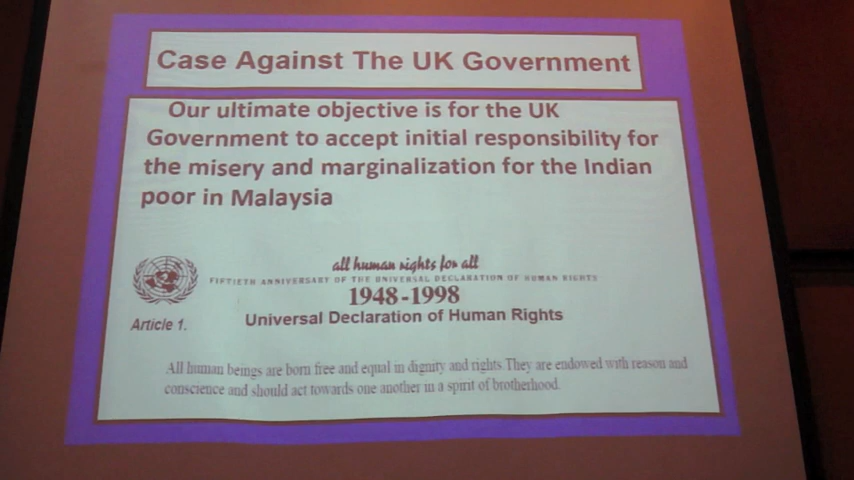 Case Against The UK Government
Our ultimate objective is for the UK
Government to accept initial responsibility for
the misery and marginalization for the Indian
poor in Malaysia
all human rights for all
FIFTIETH ANNIVERSARY OF THE UNIVERSAL DECLARATION OF HUMAN RIGHTS
1948-1998
Article 1.
Universal Declaration of Human Rights
All human beings are born free and equal in dignity and rights.They are endowed with reason and
conscience and should act towards one another in a spirit of brotherhood.